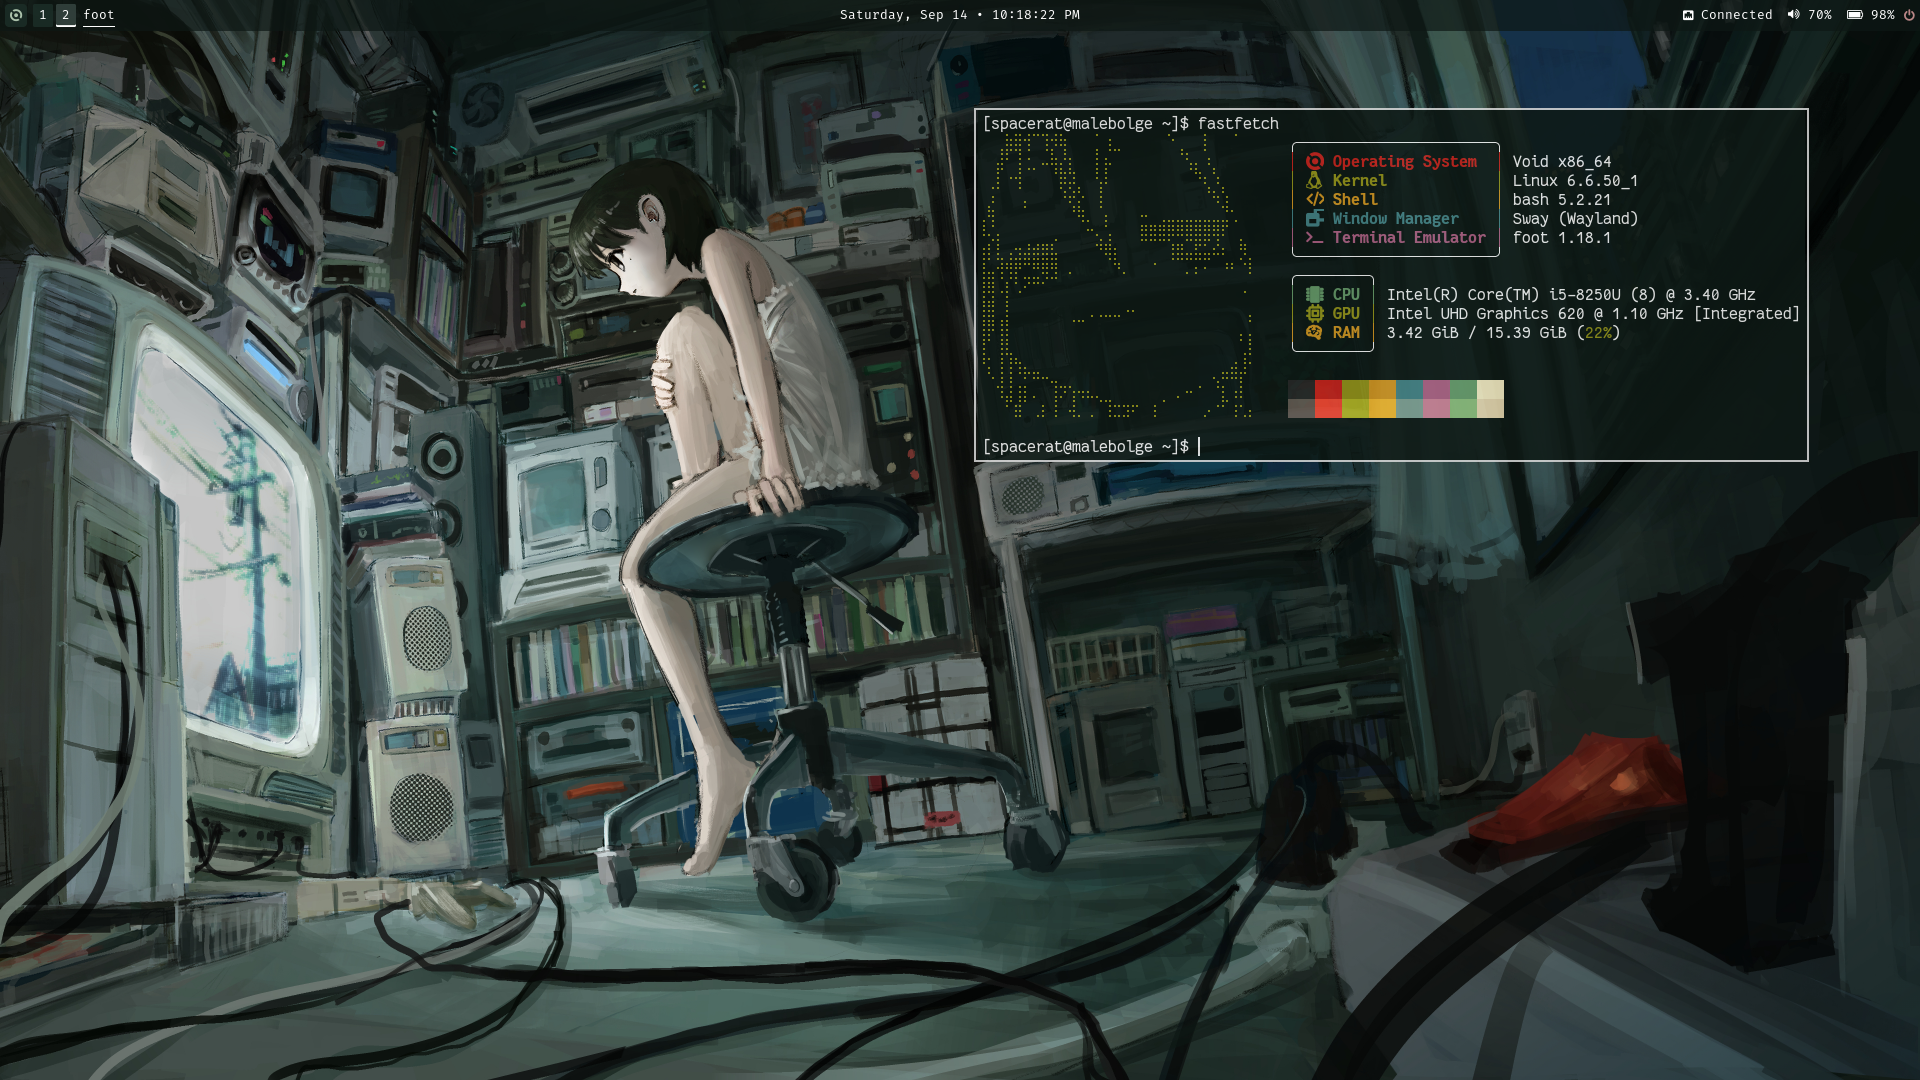 1 2 foot
Saturday, Sep 14 • 10:18:22 PM
Connected 70% 98%
[spacerat@malebolge ~]$ fastfetch
Operating System Void x86_64
Kernel Linux 6.6.50_1
Shell bash 5.2.21
Window Manager Sway (Wayland)
Terminal Emulator foot 1.18.1
CPU Intel(R) Core(TM) i5-8250U (8) @ 3.40 GHz
GPU Intel UHD Graphics 620 @ 1.10 GHz [Integrated]
RAM 3.42 GiB / 15.39 GiB (22%)
[spacerat@malebolge ~]$